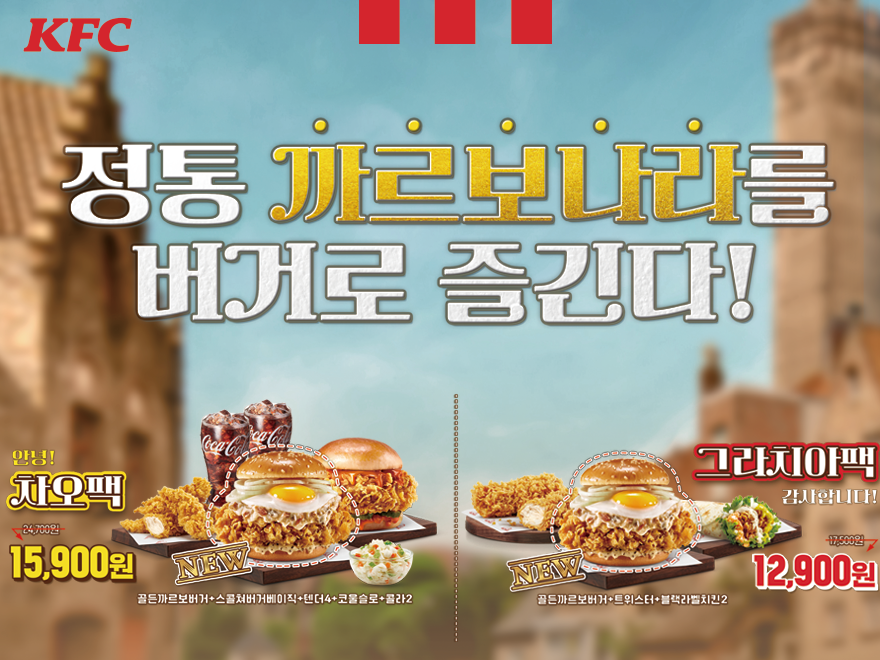 KFC
정통 까르보나라를
버거로 즐긴다!
안녕!
차오팩
24,700원
15,900원
Coca-Cola
Coca-Cola
NEW
골든까르보버거+스콜쳐버거베이직+텐더4+코울슬로+콜라2
그라치아팩
감사합니다!
17,500원
12,900원
NEW
골든까르보버거+트위스터+블랙라벨치킨2